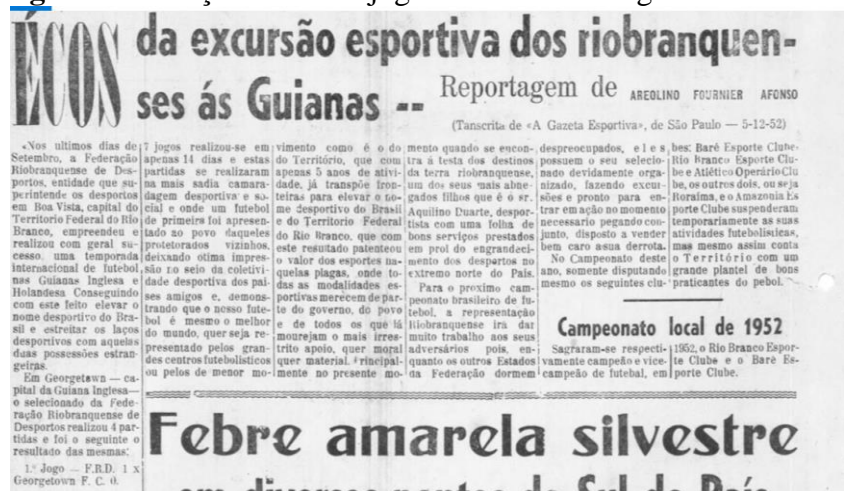 ÉCOS da excursão esportiva dos riobranquen-
ses ás Guianas --
Reportagem de AREOLINO FOURNIER AFONSO
(Tanscrita de «A Gazeta Esportiva», de São Paulo — 5-12-52)
«Nos ultimos dias de
Setembro, a Federação
Riobranquense de Des-
portos, entidade que su-
perintende os desportos
em Boa Vista, capital do
Territorio Federal do Rio
Branco, empreendeu e
realizou com geral su-
cesso, uma temporada
internacional de futebol
nas Guianas Inglesa e
Holandesa Conseguindo
com este feito elevar o
nome desportivo do Bra-
sil e estreitar os laços
desportivos com aquelas
duas possessões estran-
geiras.
Em Georgetown — ca-
pital da Guiana Inglesa—
o selecionado da Fede-
ração Riobranquense de
Desportos realizou 4 par-
tidas e foi o seguinte o
resultado das mesmas:
1.º Jogo — F.R.D. 1 x
Georgetown F. C. 0.
7 jogos realizou-se em
apenas 14 dias e estas
partidas se realizaram
na mais sadia camara-
dagem desportiva e so-
cial e onde um futebol
de primeira foi apresen-
tado ao povo daqueles
protetorados vizinhos,
deixando otima impres-
são no seio da coletivi-
dade desportiva dos pai-
ses amigos e, demons-
trando que o nosso fute-
bol é mesmo o melhor
do mundo, quer seja re-
presentado pelos gran-
des centros futebolisticos
ou pelos de menor mo-
vimento como é o do
do Território, que com
apenas 5 anos de ativi-
dade, já transpõe fron-
teiras para elevar o no-
me desportivo do Brasil
e do Territorio Federal
do Rio Branco, que com
este resultado patenteou
o valor dos esportes na-
quelas plagas, onde to-
das as modalidades es-
portivas merecem de par-
te do governo, do povo
e de todos os que lá
mourejam o mais irres-
trito apoio, quer moral
quer material. Principal-
mente no presente mo-
mento quando se encon-
tra á testa dos destinos
da terra riobranquense,
um dos seus mais abne-
gados filhos que é o sr.
Aquilino Duarte, despor-
tista com uma folha de
bons serviços prestados
em prol do engrandeci-
mento dos desportos no
extremo norte do País.
Para o proximo cam-
peonato brasileiro de fu-
tebol, a representação
Riobranquense irá dar
muito trabalho aos seus
adversários pois, en-
quanto os outros Estados
da Federação dormem
despreocupados, eles
possuem o seu selecio-
nado devidamente orga-
nizado, fazendo excur-
sões e pronto para en-
trar em ação no momento
necessario pegando con-
junto, disposto a vender
bem caro asua derrota.
No Campeonato deste
ano, somente disputando
mesmo os seguintes clu-
bes: Baré Esporte Clube-
Rio Branco Esporte Clu-
be e Atlético Operário Clu
be, os outros dois, ou seja
Roraima, e o Amazonia Es
porte Clube suspenderam
temporariamente as suas
atividades futebolisticas,
mas mesmo assim conta
o Território com um
grande plantel de bons
praticantes do pebol.
Campeonato local de 1952
Sagraram-se respecti-
vamente campeão e vice-
campeão de futebol, em
1952, o Rio Branco Espor-
te Clube e o Baré Es-
porte Clube.
Febre amarela silvestre
em diversos pontos do Sul do País